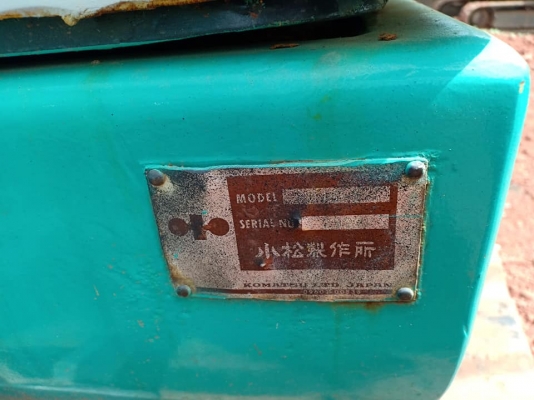 MODEL
SERIAL NO
小松製作所
KOMATSU LTD JAPAN